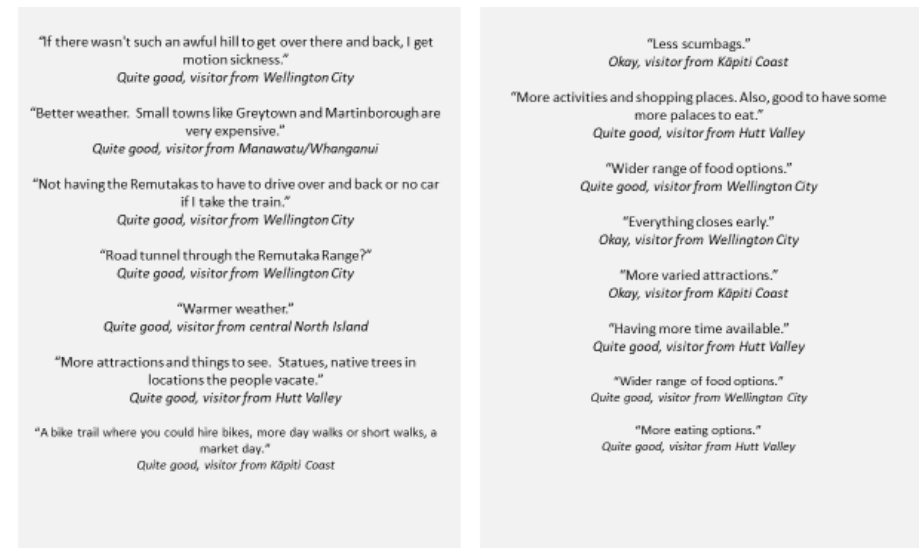 “If there wasn't such an awful hill to get over there and back, I get
motion sickness.”
Quite good, visitor from Wellington City
“Better weather. Small towns like Greytown and Martinborough are
very expensive.”
Quite good, visitor from Manawatu/Whanganui
“Not having the Remutakas to have to drive over and back or no car
if I take the train.”
Quite good, visitor from Wellington City
“Road tunnel through the Remutaka Range?”
Quite good, visitor from Wellington City
“Warmer weather.”
Quite good, visitor from central North Island
“More attractions and things to see. Statues, native trees in
locations the people vacate.”
Quite good, visitor from Hutt Valley
“A bike trail where you could hire bikes, more day walks or short walks, a
market day.”
Quite good, visitor from Kāpiti Coast
“Less scumbags.”
Okay, visitor from Kāpiti Coast
“More activities and shopping places. Also, good to have some
more palaces to eat.”
Quite good, visitor from Hutt Valley
“Wider range of food options.”
Quite good, visitor from Wellington City
“Everything closes early.”
Okay, visitor from Wellington City
“More varied attractions.”
Okay, visitor from Kāpiti Coast
“Having more time available.”
Quite good, visitor from Hutt Valley
“Wider range of food options.”
Quite good, visitor from Wellington City
“More eating options.”
Quite good, visitor from Hutt Valley